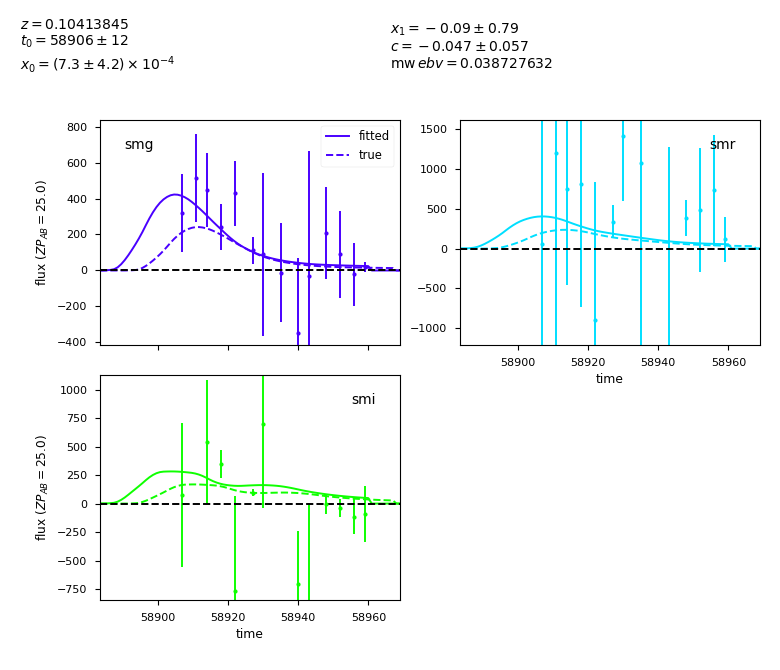 z = 0.10413845
t₀ = 58906 ± 12
x₀ = (7.3 ± 4.2) × 10⁻⁴
x₁ = −0.09 ± 0.79
c = −0.047 ± 0.057
mw ebv = 0.038727632
smg
fitted
true
800
600
400
200
0
−200
−400
flux (ZP_AB = 25.0)
smr
1500
1000
500
0
−500
−1000
58900 58920 58940 58960
time
smi
1000
750
500
250
0
−250
−500
−750
flux (ZP_AB = 25.0)
58900 58920 58940 58960
time